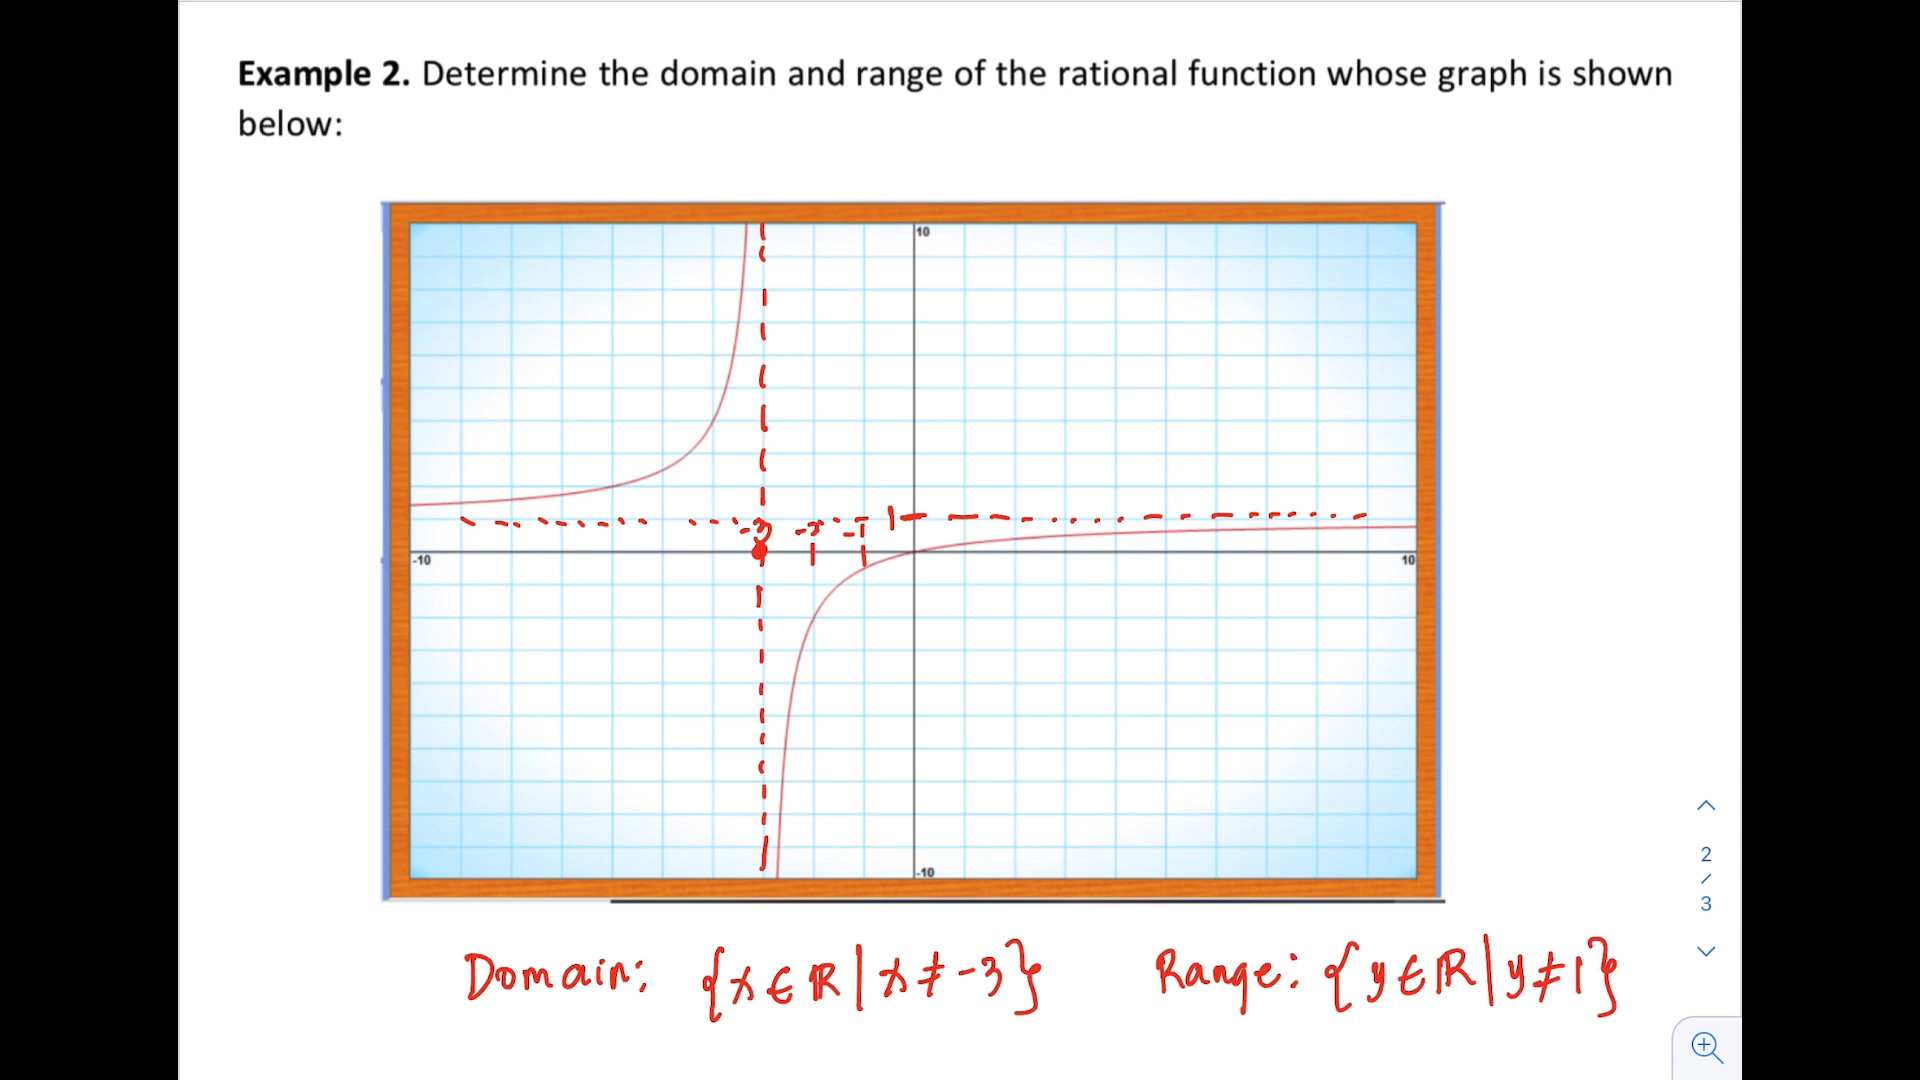 Example 2. Determine the domain and range of the rational function whose graph is shown
below:
10
1
-3 -2 -1
-10 10
-10
2
/
3
Domain: {x∈ℝ|x≠-3} Range: {y∈ℝ|y≠1}